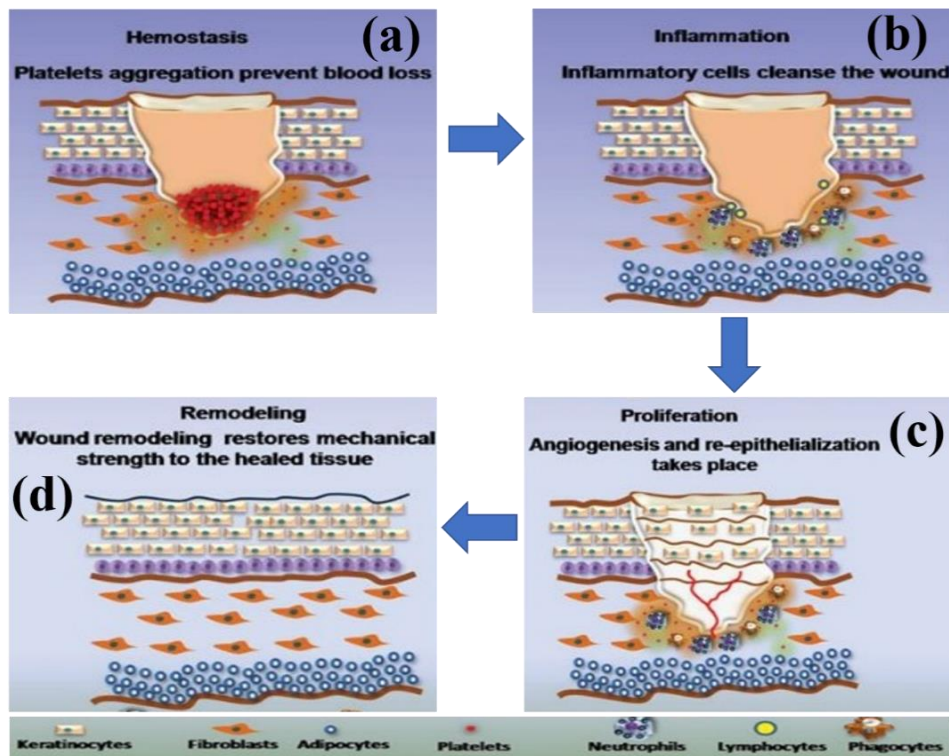 Hemostasis
(a)
Platelets aggregation prevent blood loss
Inflammation
(b)
Inflammatory cells cleanse the wound
Remodeling
Wound remodeling restores mechanical
strength to the healed tissue
(d)
Proliferation
(c)
Angiogenesis and re-epithelialization
takes place
Keratinocytes
Fibroblasts
Adipocytes
Platelets
Neutrophils
Lymphocytes
Phagocytes